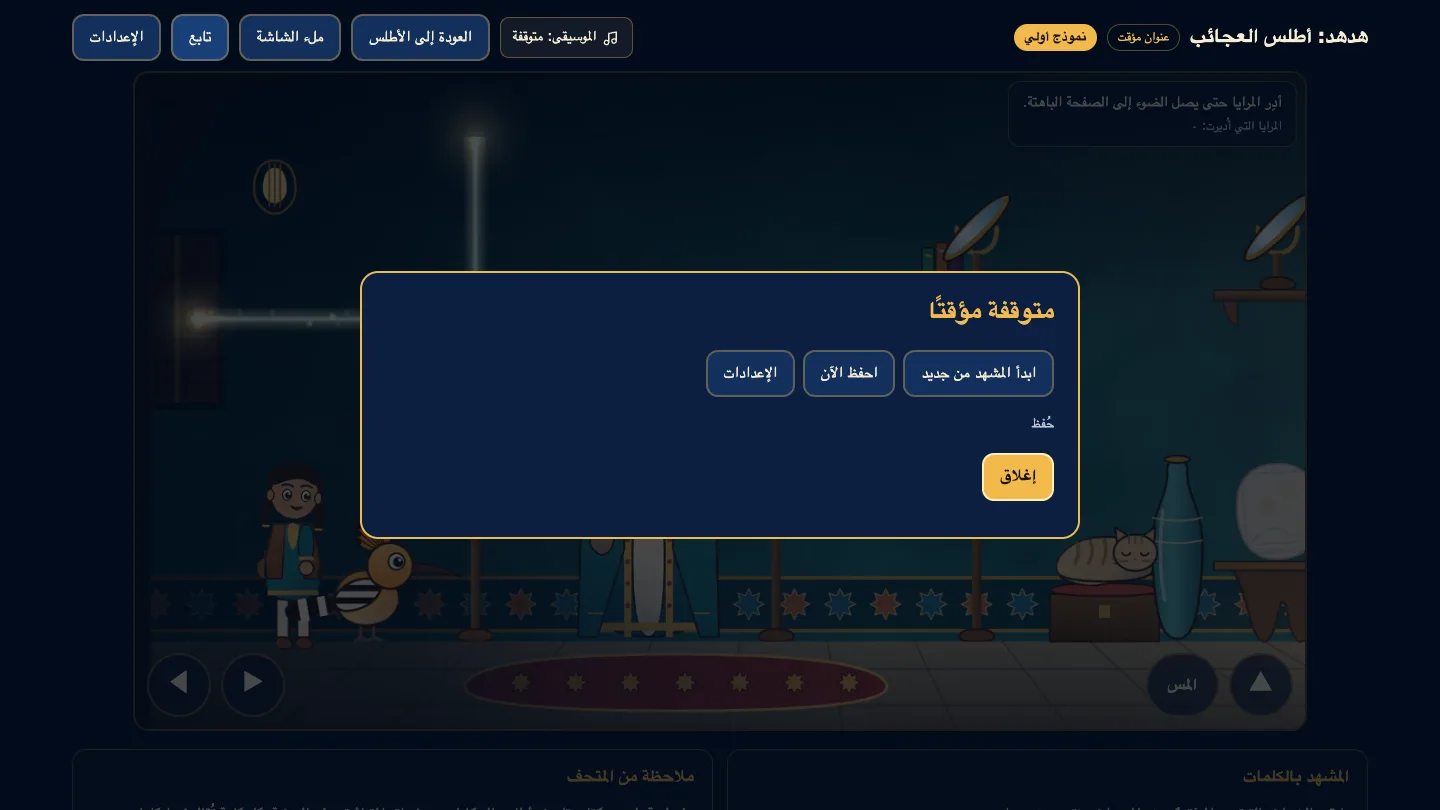 هدهد: أطلس العجائب
عنوان مؤقت
نموذج أولي
الموسيقى: متوقفة
العودة إلى الأطلس
ملء الشاشة
تابع
الإعدادات
أدِر المرايا حتى يصل الضوء إلى الصفحة الباهتة.
المرايا التي أُديرت: ٠
متوقفة مؤقتًا
ابدأ المشهد من جديد
احفظ الآن
الإعدادات
حُفظ
إغلاق
المس
المشهد بالكلمات
ملاحظة من المتحف